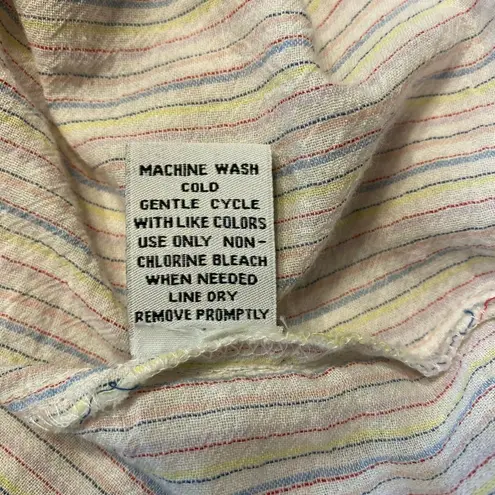 MACHINE WASH
COLD
GENTLE CYCLE
WITH LIKE COLORS
USE ONLY NON-
CHLORINE BLEACH
WHEN NEEDED
LINE DRY
REMOVE PROMPTLY